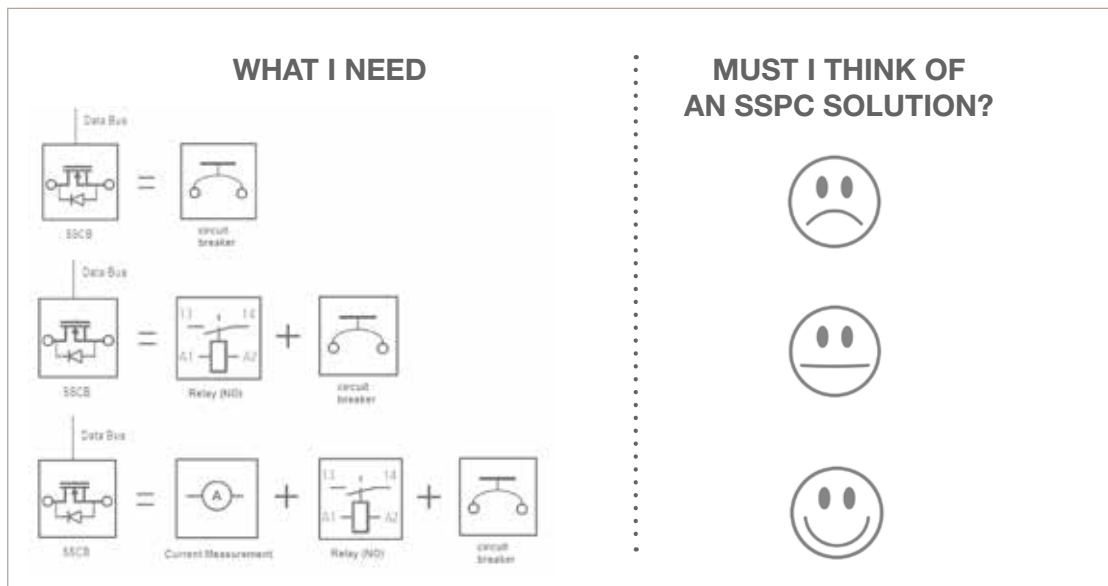 WHAT I NEED
MUST I THINK OF
AN SSPC SOLUTION?
Data Bus
=
SSCB
circuit
breaker
Data Bus
13 14
= +
A1 A2
SSCB
Relay (NO)
circuit
breaker
Data Bus
13 14
= A + +
A1 A2
SSCB
Current Measurement
Relay (NO)
circuit
breaker